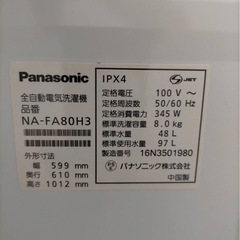 Panasonic
全自動電気洗濯機
品番
NA-FA80H3
外形寸法
幅 599 mm
奥行 610 mm
高さ 1012 mm
IPX4
S JET
定格電圧 100 V ～
定格周波数 50/60 Hz
定格消費電力 345 W
標準洗濯容量 8.0 kg
標準水量 48 L
標準使用水量 97 L
製造番号 16N3501980
パナソニック株式会社
中国製